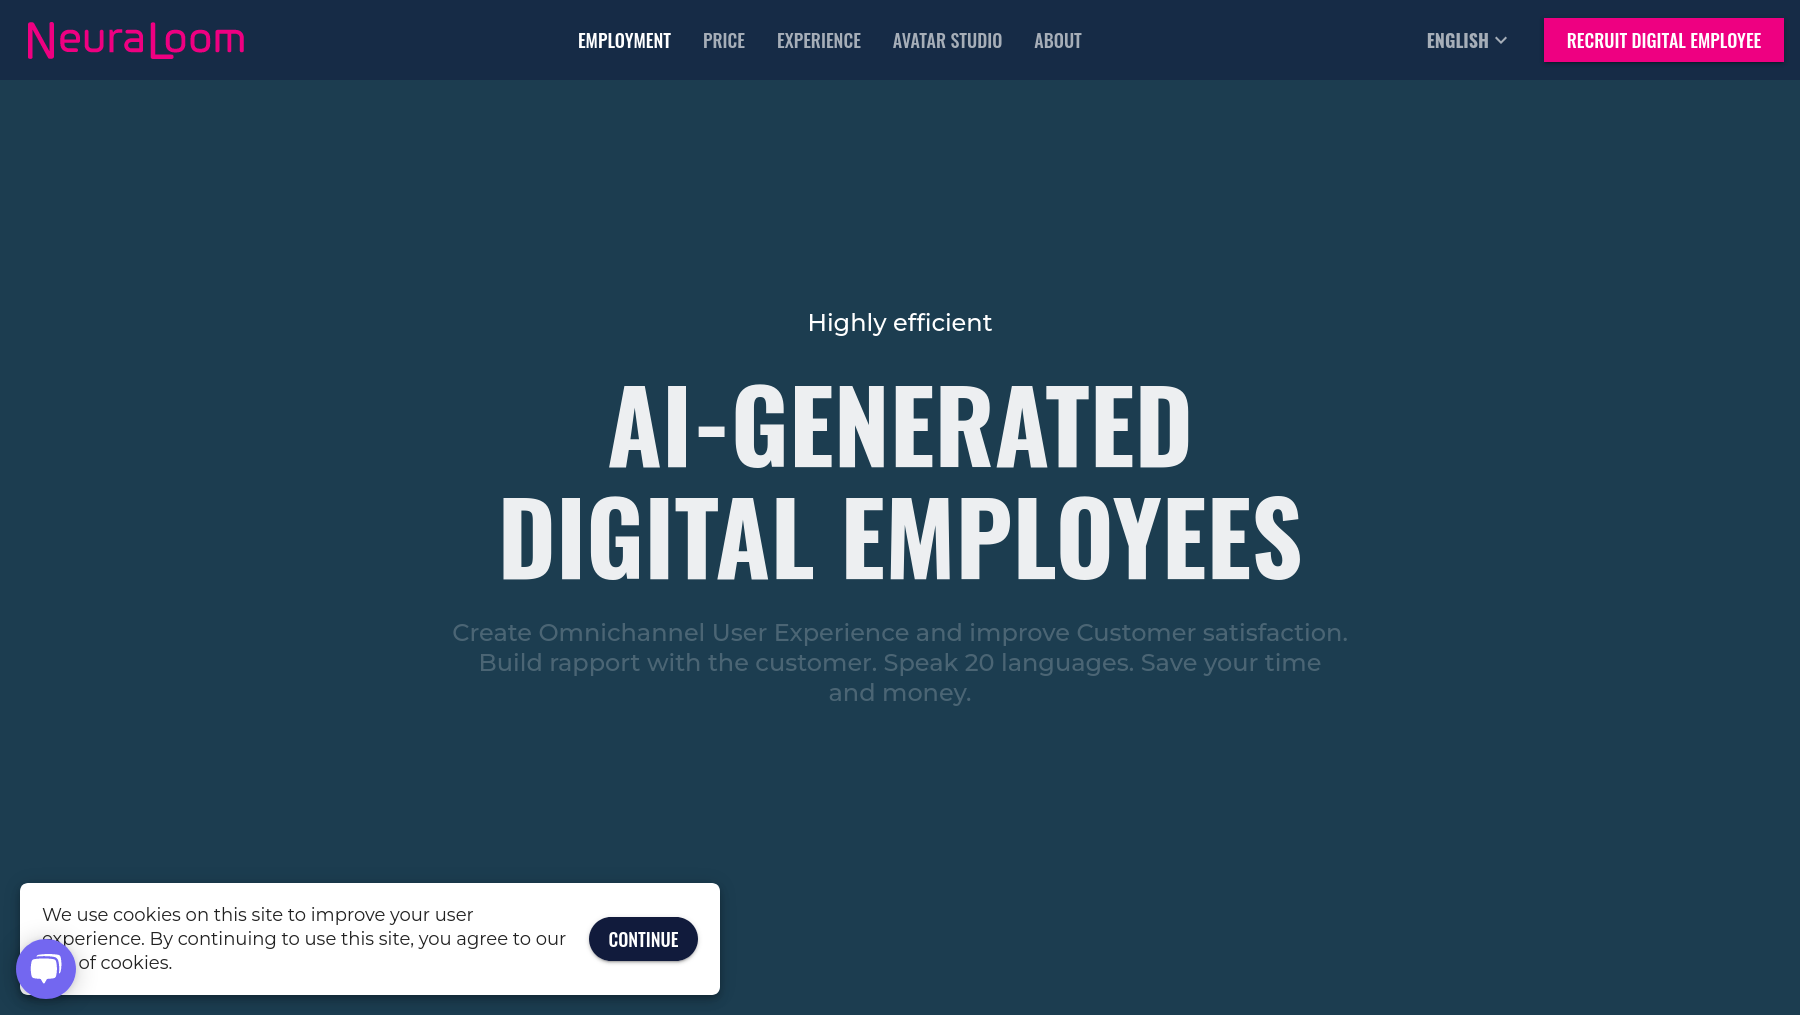 NeuraLoom
EMPLOYMENT
PRICE
EXPERIENCE
AVATAR STUDIO
ABOUT
ENGLISH
RECRUIT DIGITAL EMPLOYEE
Highly efficient
AI-GENERATED
DIGITAL EMPLOYEES
Create Omnichannel User Experience and improve Customer satisfaction.
Build rapport with the customer. Speak 20 languages. Save your time
and money.
We use cookies on this site to improve your user
experience. By continuing to use this site, you agree to our
of cookies.
CONTINUE